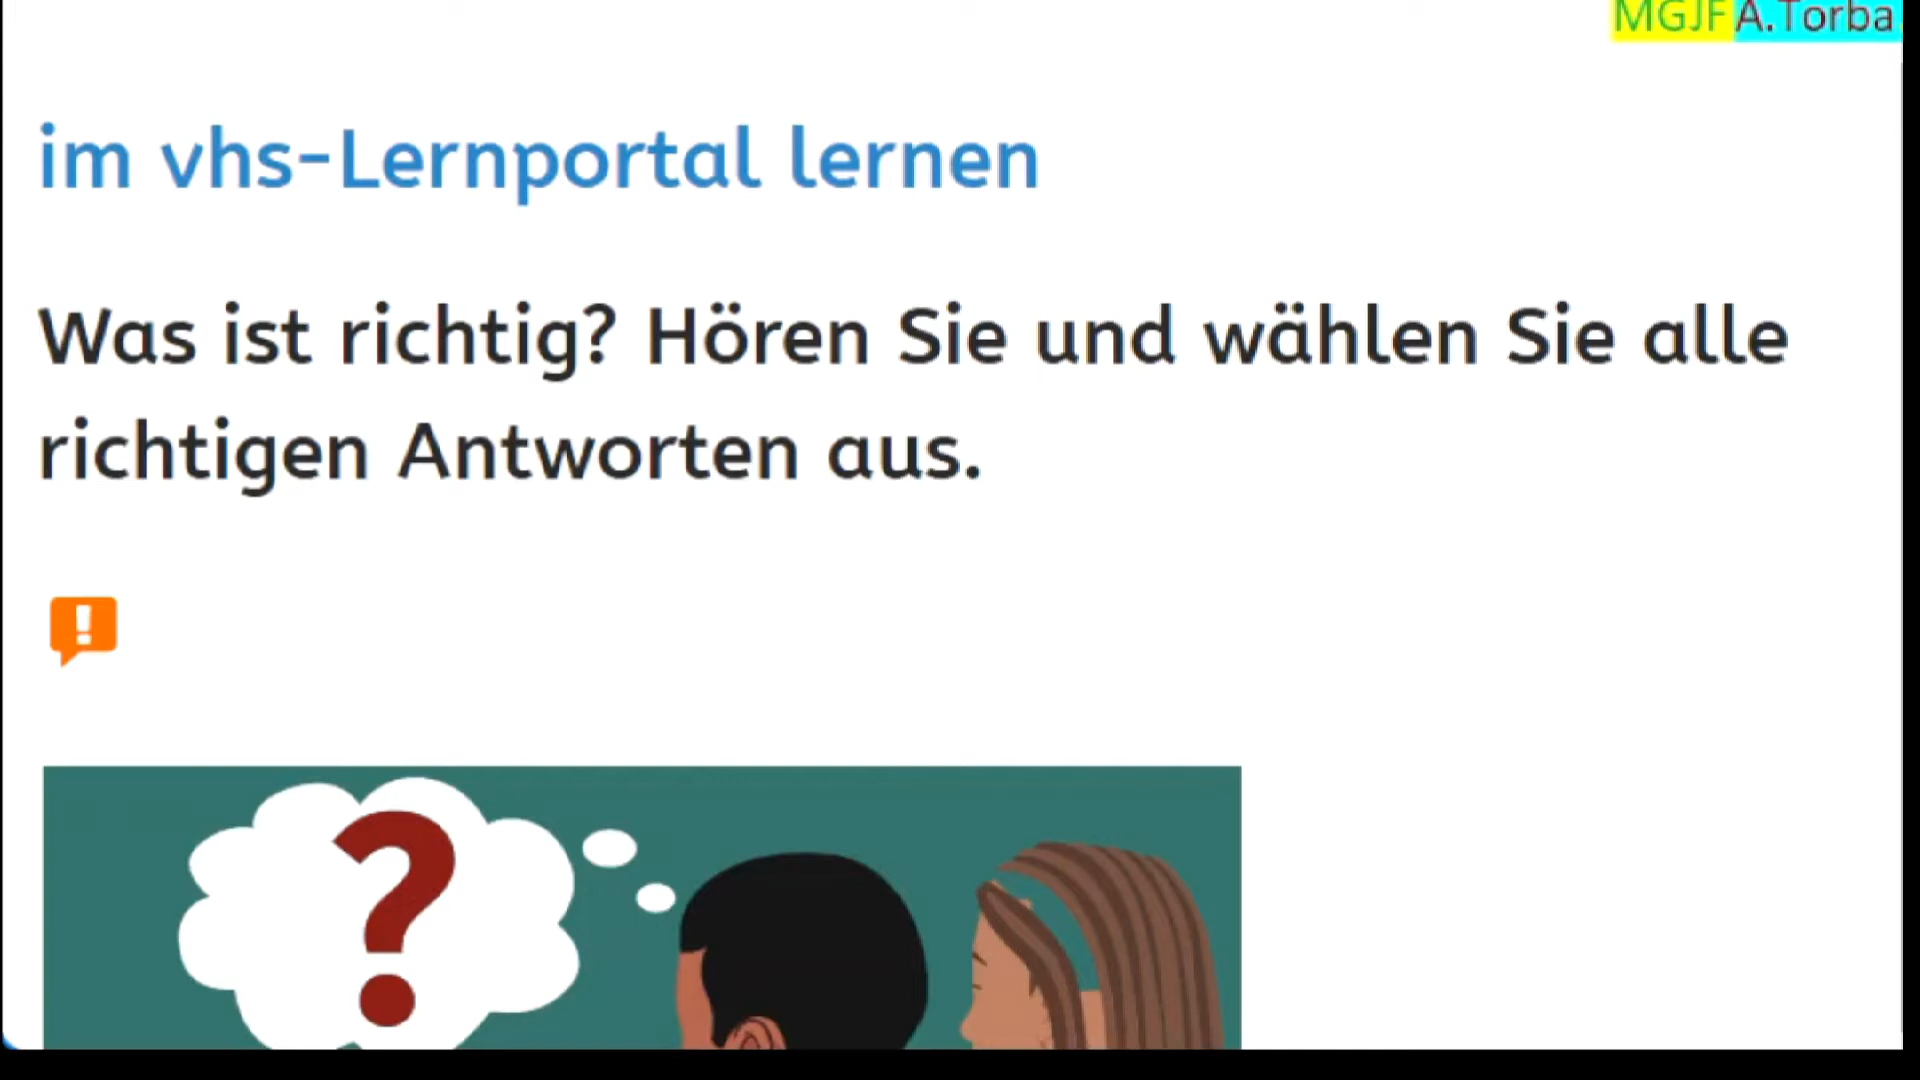 MGJF A.Torba
im vhs-Lernportal lernen
Was ist richtig? Hören Sie und wählen Sie alle
richtigen Antworten aus.
!
?